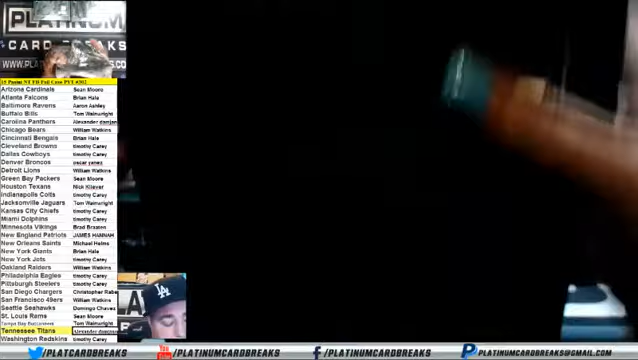 PLATINUM
CARD BREAKS
Arizona Cardinals Sean Moore
Atlanta Falcons Brian Hale
Baltimore Ravens Aaron Ashley
Buffalo Bills Tom Wainwright
Carolina Panthers Alexander damjan
Chicago Bears William Watkins
Cincinnati Bengals Brian Hale
Cleveland Browns timothy Carey
Dallas Cowboys timothy Carey
Denver Broncos oscar yanez
Detroit Lions William Watkins
Green Bay Packers Sean Moore
Houston Texans Nick Kliever
Indianapolis Colts timothy Carey
Jacksonville Jaguars Tom Wainwright
Kansas City Chiefs timothy Carey
Miami Dolphins timothy Carey
Minnesota Vikings Brad Braaten
New England Patriots JAMES HANNAH
New Orleans Saints Michael Helms
New York Giants Brian Hale
New York Jets timothy Carey
Oakland Raiders William Watkins
Philadelphia Eagles timothy Carey
Pittsburgh Steelers timothy Carey
San Diego Chargers Christopher Rabe
San Francisco 49ers William Watkins
Seattle Seahawks Domingo Chavez
St. Louis Rams Sean Moore
Tampa Bay Buccaneers Tom Wainwright
Tennessee Titans
Washington Redskins timothy Carey
/PLATCARDBREAKS
/PLATINUMCARDBREAKS
/PLATINUMCARDBREAKS
PLATINUMCARDBREAKS@GMAIL.COM